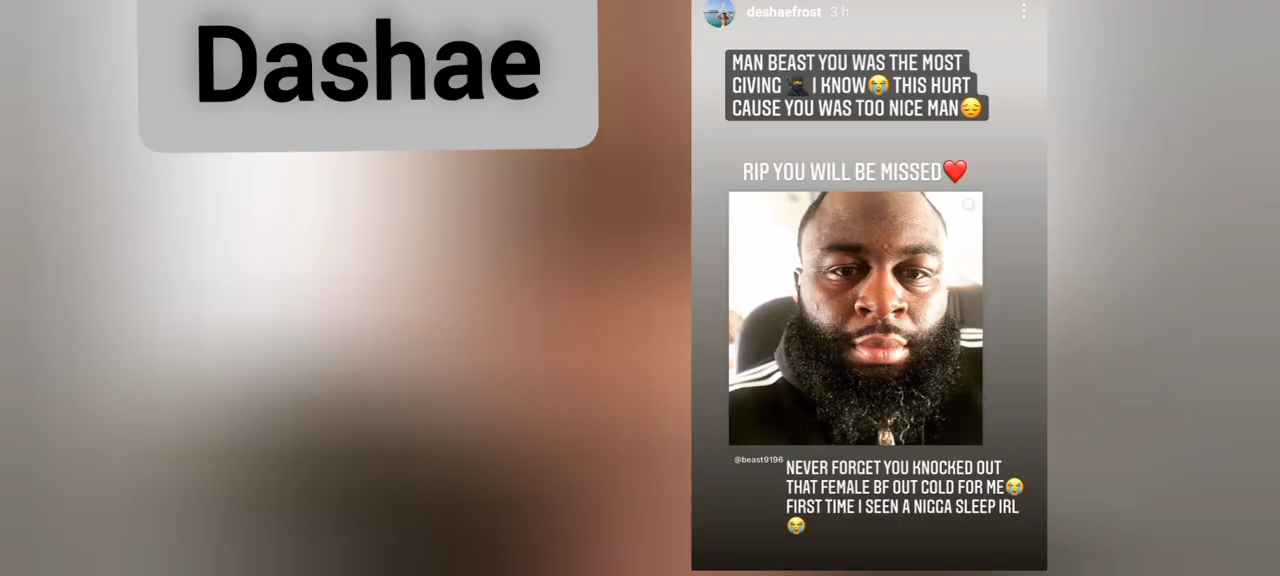 Dashae
deshaefrost 3 h
MAN BEAST YOU WAS THE MOST
GIVING 🥷🏿 I KNOW😭 THIS HURT
CAUSE YOU WAS TOO NICE MAN😔
RIP YOU WILL BE MISSED❤️
@beast9196
NEVER FORGET YOU KNOCKED OUT
THAT FEMALE BF OUT COLD FOR ME😭
FIRST TIME I SEEN A NIGGA SLEEP IRL
😭